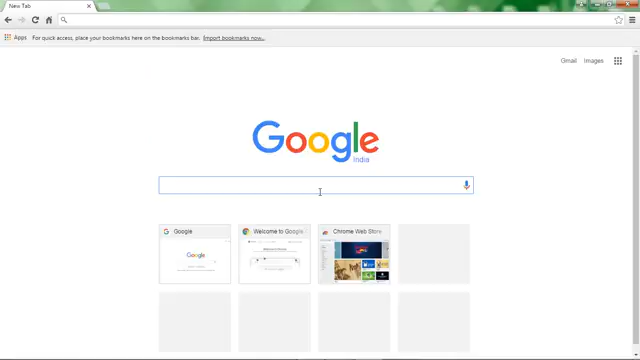 New Tab
Apps For quick access, place your bookmarks here on the bookmarks bar. Import bookmarks now...
Gmail Images
Google
India
Google Welcome to Google Chrome Web Store
Google